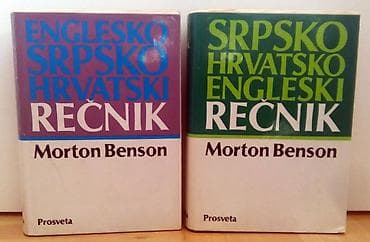 ENGLESKO
SRPSKO
HRVATSKI
REČNIK
Morton Benson
Prosveta
SRPSKO
HRVATSKO
ENGLESKI
REČNIK
Morton Benson
Prosveta